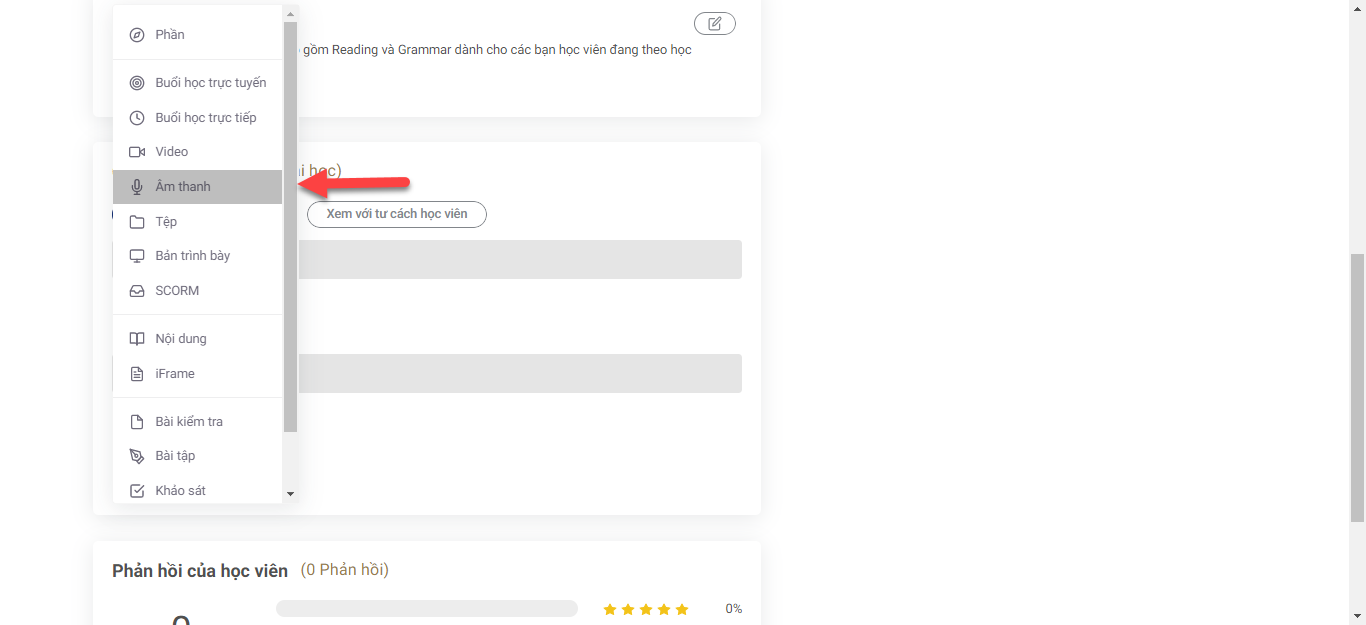 Phần
gồm Reading và Grammar dành cho các bạn học viên đang theo học
Buổi học trực tuyến
Buổi học trực tiếp
Video
học)
Âm thanh
Xem với tư cách học viên
Tệp
Bản trình bày
SCORM
Nội dung
iFrame
Bài kiểm tra
Bài tập
Khảo sát
Phản hồi của học viên (0 Phản hồi)
0%